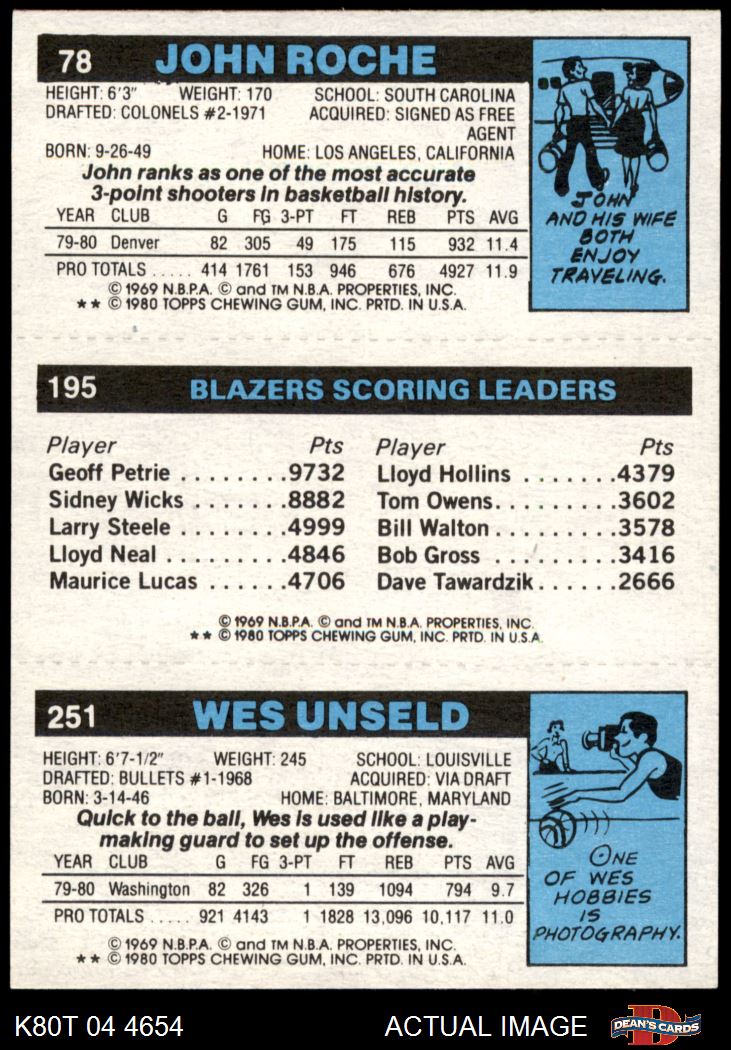 78 JOHN ROCHE
HEIGHT: 6'3" WEIGHT: 170 SCHOOL: SOUTH CAROLINA
DRAFTED: COLONELS #2-1971 ACQUIRED: SIGNED AS FREE
AGENT
BORN: 9-26-49 HOME: LOS ANGELES, CALIFORNIA
John ranks as one of the most accurate
3-point shooters in basketball history.
YEAR CLUB G FG 3-PT FT REB PTS AVG
79-80 Denver 82 305 49 175 115 932 11.4
PRO TOTALS ..... 414 1761 153 946 676 4927 11.9
© 1969 N.B.P.A. © and TM N.B.A. PROPERTIES, INC.
★★ © 1980 TOPPS CHEWING GUM, INC. PRTD. IN U.S.A.
JOHN
AND HIS WIFE
BOTH
ENJOY
TRAVELING.
195 BLAZERS SCORING LEADERS
Player Pts Player Pts
Geoff Petrie ........9732 Lloyd Hollins .......4379
Sidney Wicks ........8882 Tom Owens.........3602
Larry Steele ........4999 Bill Walton.........3578
Lloyd Neal .........4846 Bob Gross .........3416
Maurice Lucas ......4706 Dave Tawardzik......2666
© 1969 N.B.P.A. © and TM N.B.A. PROPERTIES, INC.
★★ © 1980 TOPPS CHEWING GUM, INC. PRTD. IN U.S.A.
251 WES UNSELD
HEIGHT: 6'7-1/2" WEIGHT: 245 SCHOOL: LOUISVILLE
DRAFTED: BULLETS #1-1968 ACQUIRED: VIA DRAFT
BORN: 3-14-46 HOME: BALTIMORE, MARYLAND
Quick to the ball, Wes is used like a play-
making guard to set up the offense.
YEAR CLUB G FG 3-PT FT REB PTS AVG
79-80 Washington 82 326 1 139 1094 794 9.7
PRO TOTALS ..... 921 4143 1 1828 13,096 10,117 11.0
© 1969 N.B.P.A. © and TM N.B.A. PROPERTIES, INC.
★★ © 1980 TOPPS CHEWING GUM, INC. PRTD. IN U.S.A.
ONE
OF WES
HOBBIES
IS
PHOTOGRAPHY.
K80T 04 4654 ACTUAL IMAGE DEAN'S CARDS